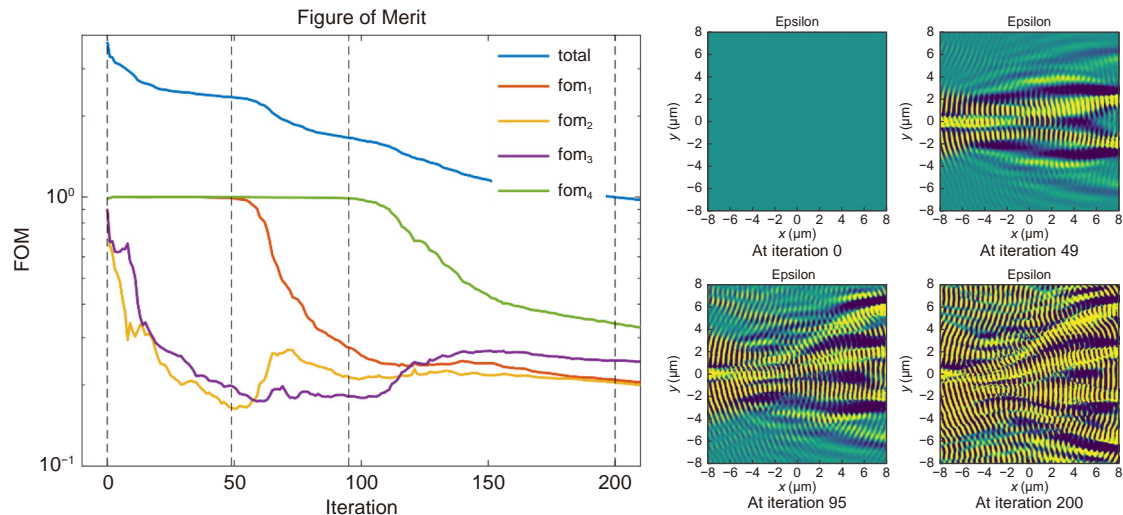 Figure of Merit
total
fom₁
fom₂
fom₃
fom₄
10⁰
10⁻¹
FOM
0 50 100 150 200
Iteration
Epsilon
8
6
4
2
0
−2
−4
−6
−8
y (µm)
−8 −6 −4 −2 0 2 4 6 8
x (µm)
At iteration 0
Epsilon
8
6
4
2
0
−2
−4
−6
−8
y (µm)
−8 −6 −4 −2 0 2 4 6 8
x (µm)
At iteration 49
Epsilon
8
6
4
2
0
−2
−4
−6
−8
y (µm)
−8 −6 −4 −2 0 2 4 6 8
x (µm)
At iteration 95
Epsilon
8
6
4
2
0
−2
−4
−6
−8
y (µm)
−8 −6 −4 −2 0 2 4 6 8
x (µm)
At iteration 200